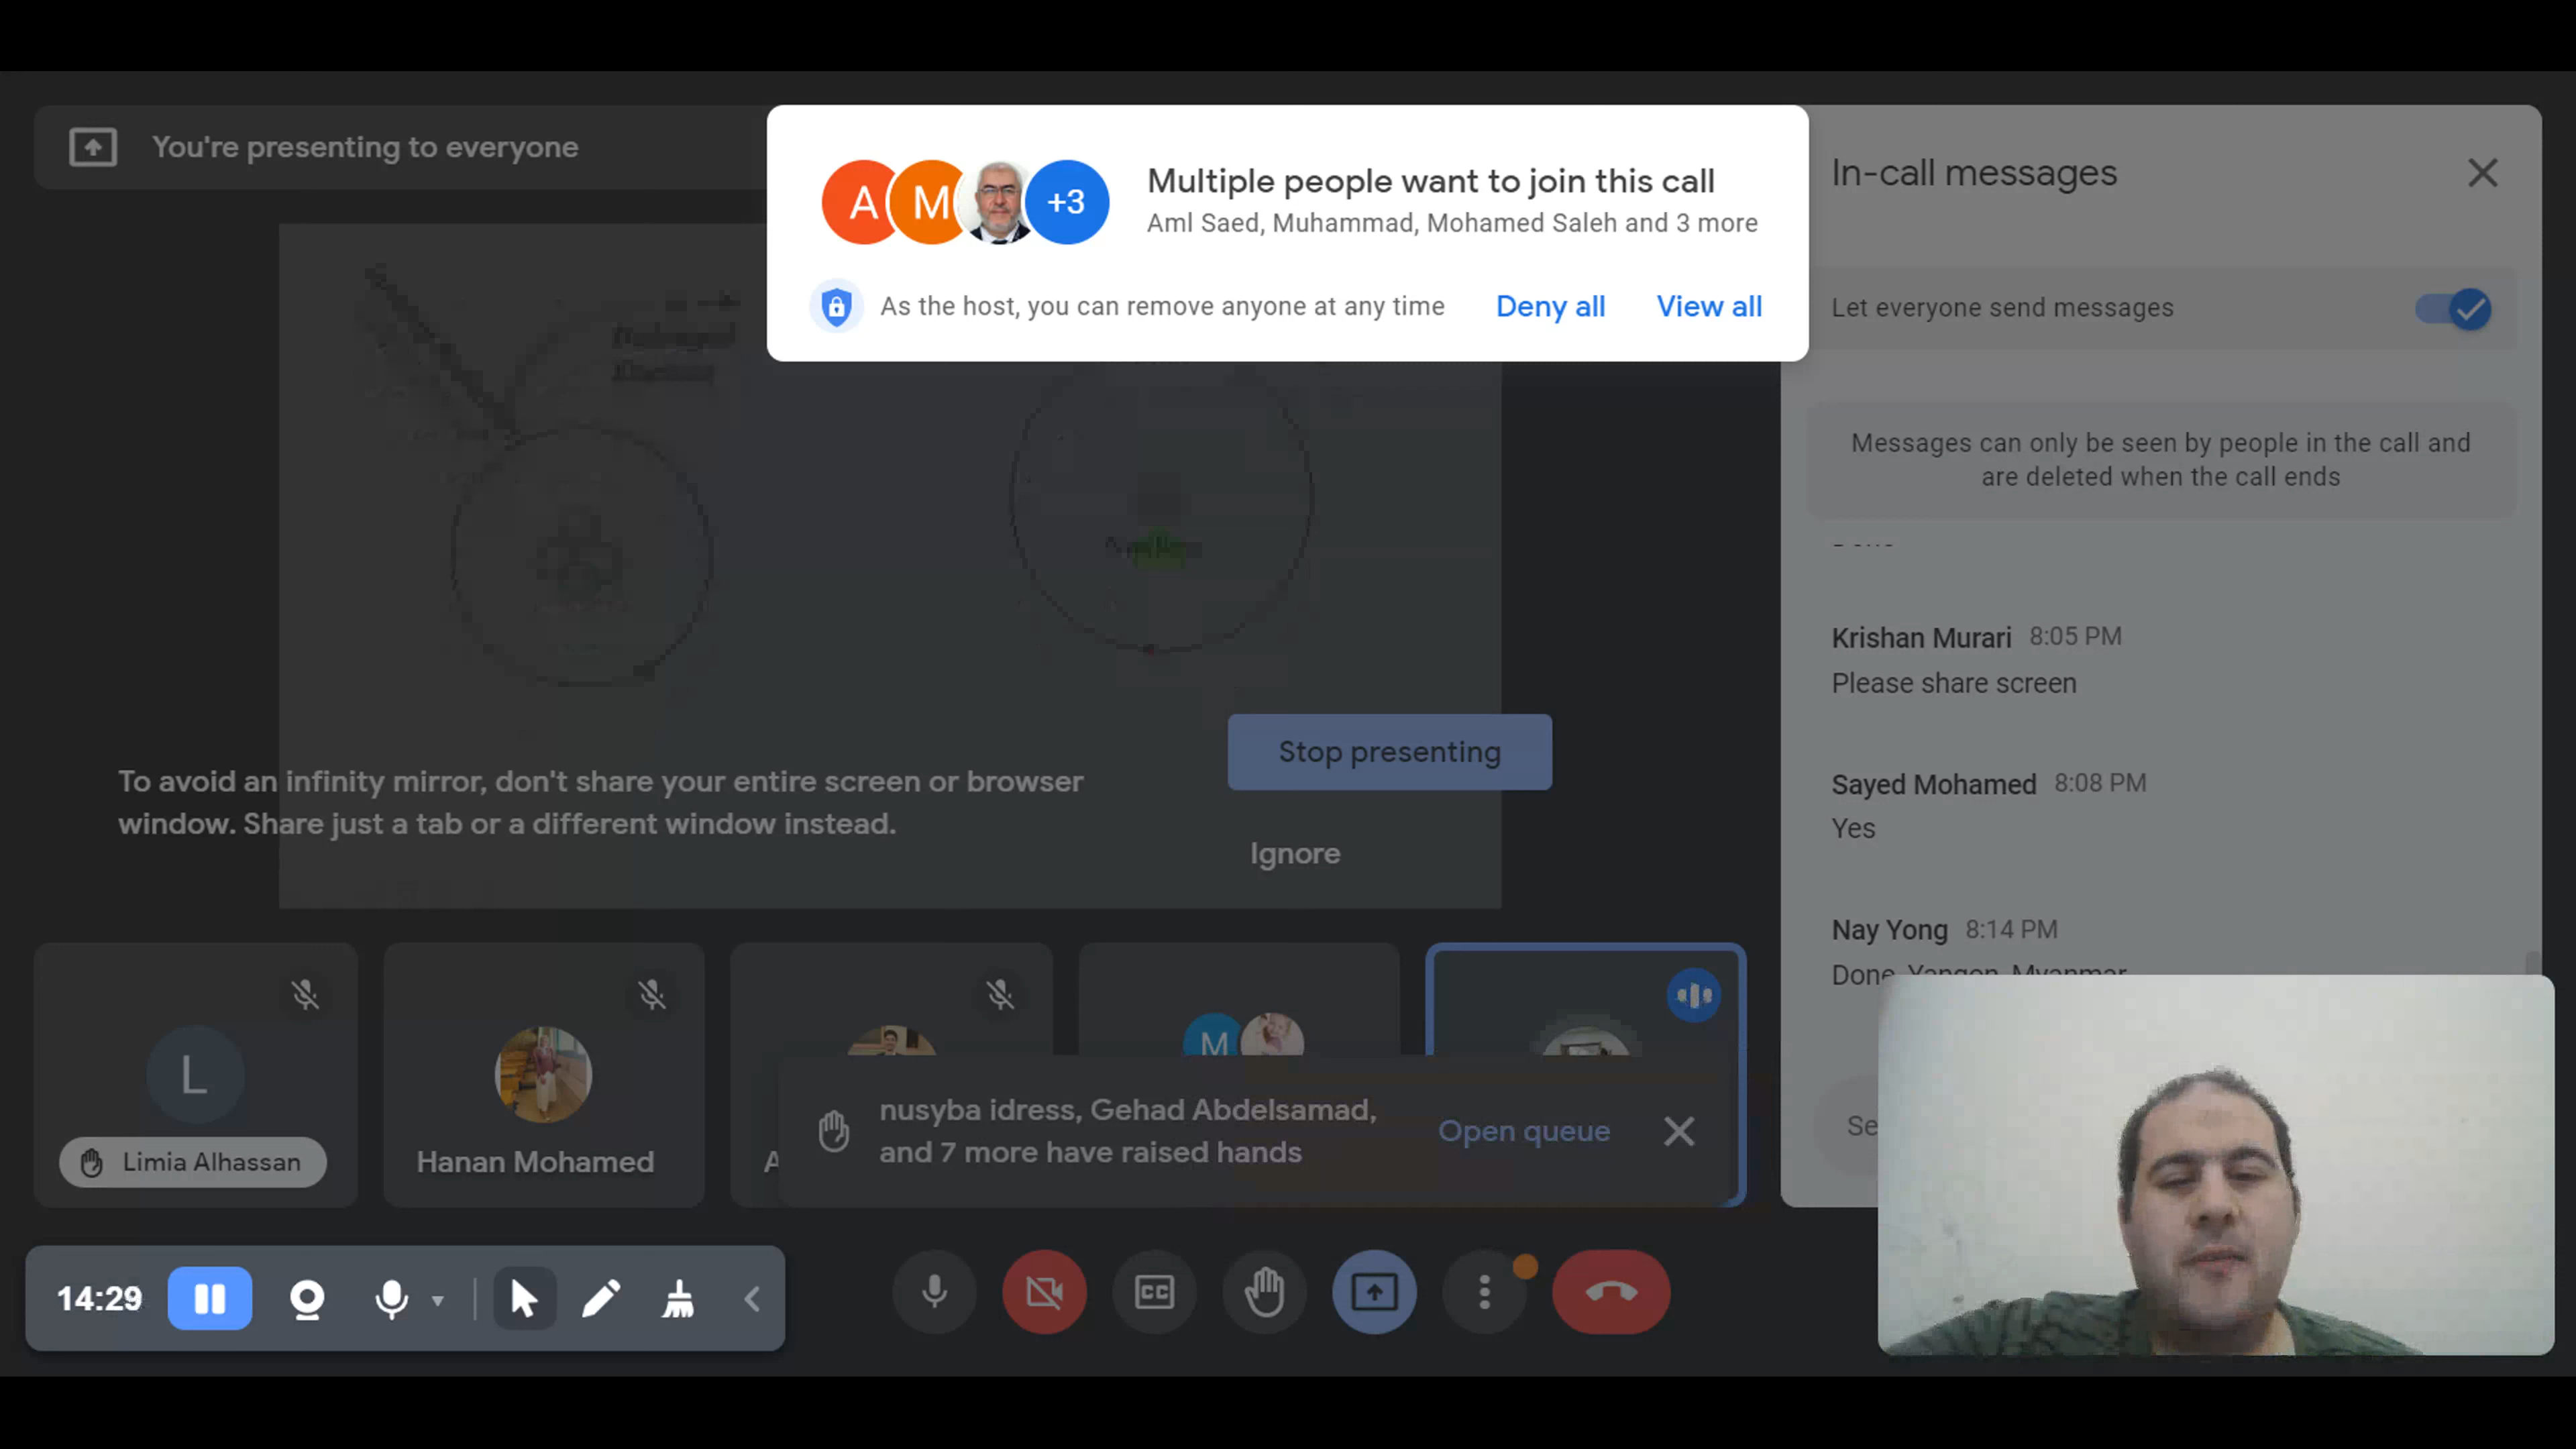 You're presenting to everyone
A M +3
Multiple people want to join this call
Aml Saed, Muhammad, Mohamed Saleh and 3 more
As the host, you can remove anyone at any time
Deny all
View all
In-call messages
Let everyone send messages
Messages can only be seen by people in the call and
are deleted when the call ends
Krishan Murari 8:05 PM
Please share screen
Sayed Mohamed 8:08 PM
Yes
Nay Yong 8:14 PM
Done, Yangon, Myanmar
To avoid an infinity mirror, don't share your entire screen or browser
window. Share just a tab or a different window instead.
Stop presenting
Ignore
L
Limia Alhassan
Hanan Mohamed
A
M
nusyba idress, Gehad Abdelsamad,
and 7 more have raised hands
Open queue
Se
14:29
CC